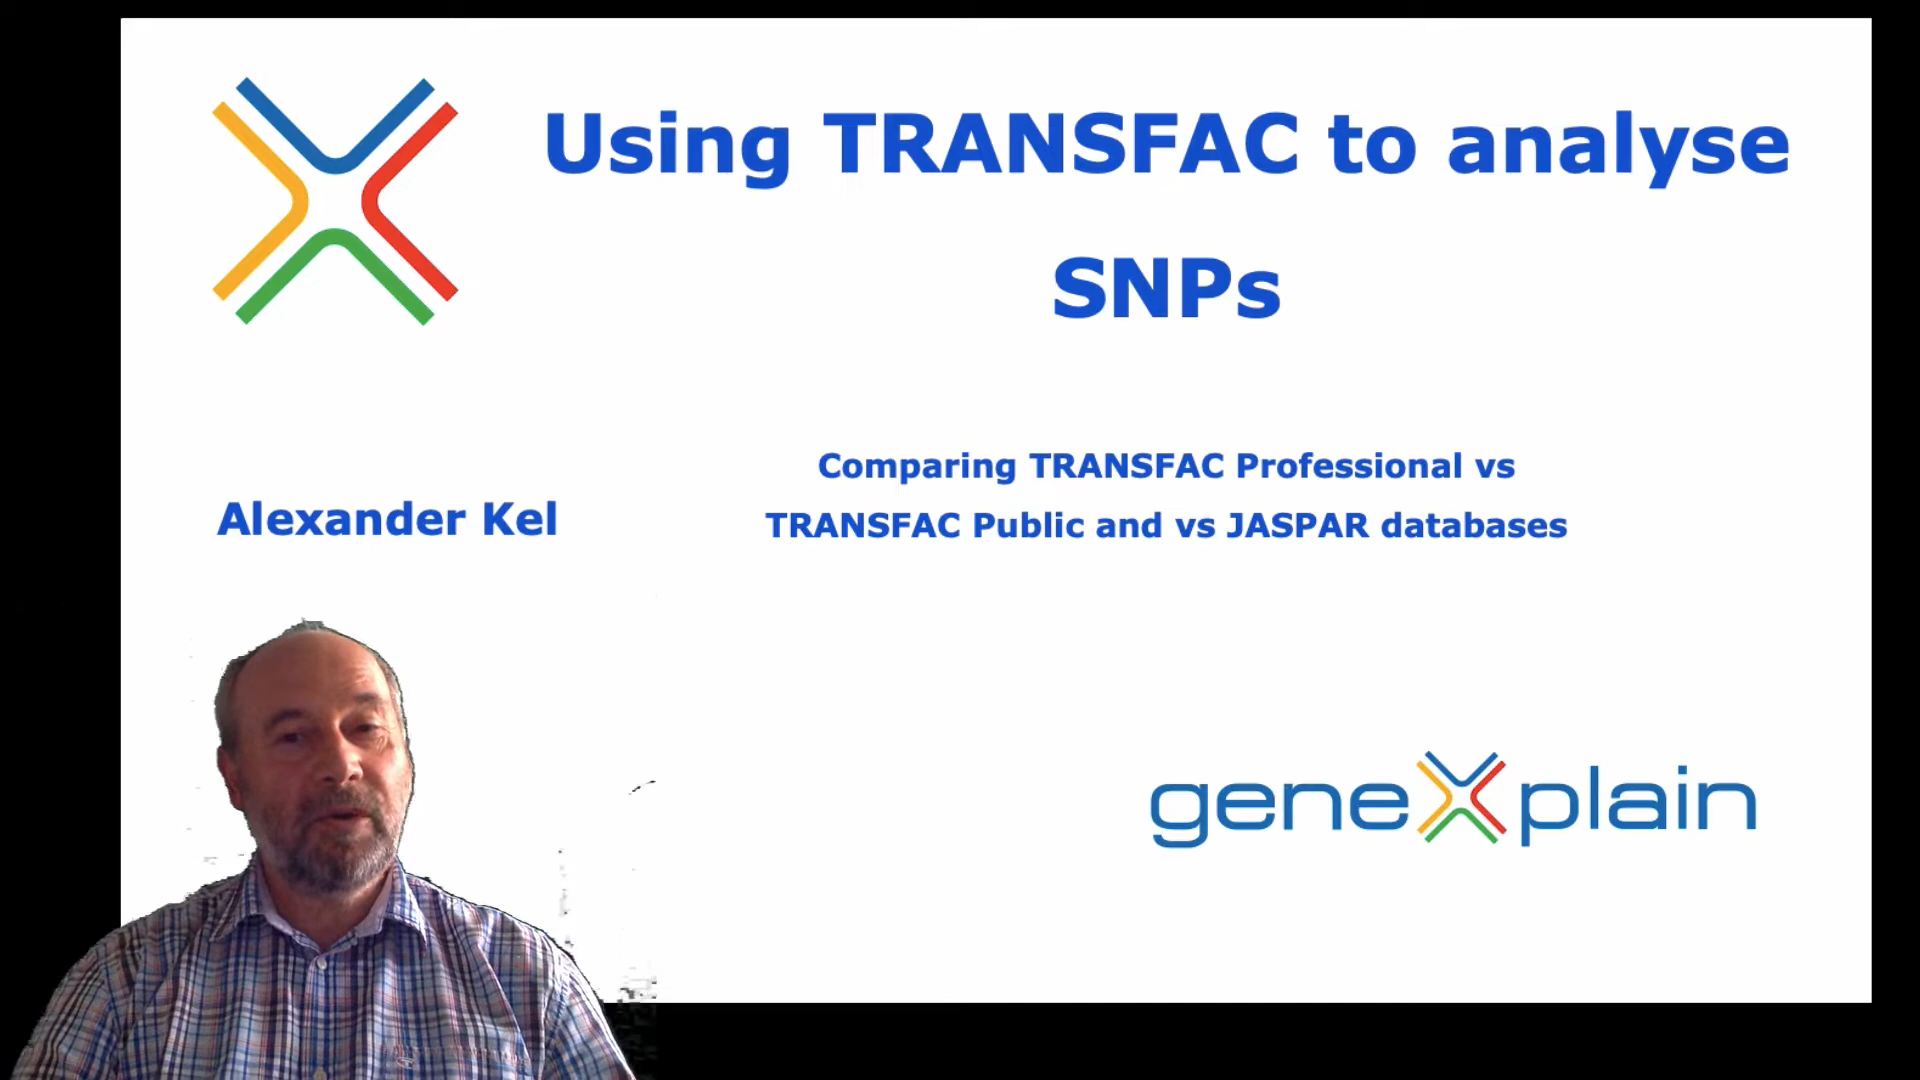 Using TRANSFAC to analyse
SNPs
Comparing TRANSFAC Professional vs
TRANSFAC Public and vs JASPAR databases
Alexander Kel
geneXplain